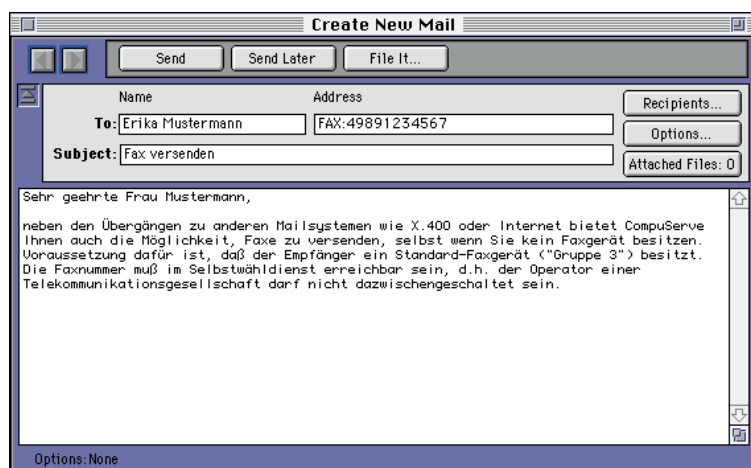 Create New Mail
Send
Send Later
File It...
Name
Address
Recipients...
To: Erika Mustermann
FAX:49891234567
Options...
Subject: Fax versenden
Attached Files: 0
Sehr geehrte Frau Mustermann,
neben den Übergängen zu anderen Mailsystemen wie X.400 oder Internet bietet CompuServe
Ihnen auch die Möglichkeit, Faxe zu versenden, selbst wenn Sie kein Faxgerät besitzen.
Voraussetzung dafür ist, daß der Empfänger ein Standard-Faxgerät ("Gruppe 3") besitzt.
Die Faxnummer muß im Selbstwähldienst erreichbar sein, d.h. der Operator einer
Telekommunikationsgesellschaft darf nicht dazwischengeschaltet sein.
Options:None